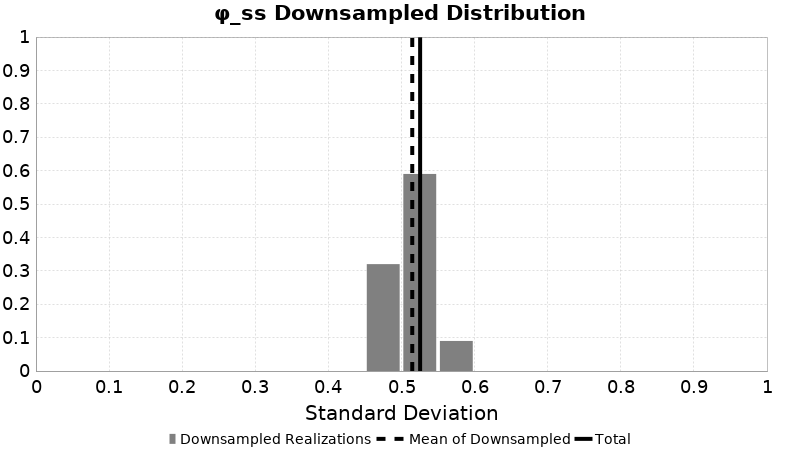 φ_ss Downsampled Distribution
1
0.9
0.8
0.7
0.6
0.5
0.4
0.3
0.2
0.1
0
0 0.1 0.2 0.3 0.4 0.5 0.6 0.7 0.8 0.9 1
Standard Deviation
Downsampled Realizations Mean of Downsampled Total